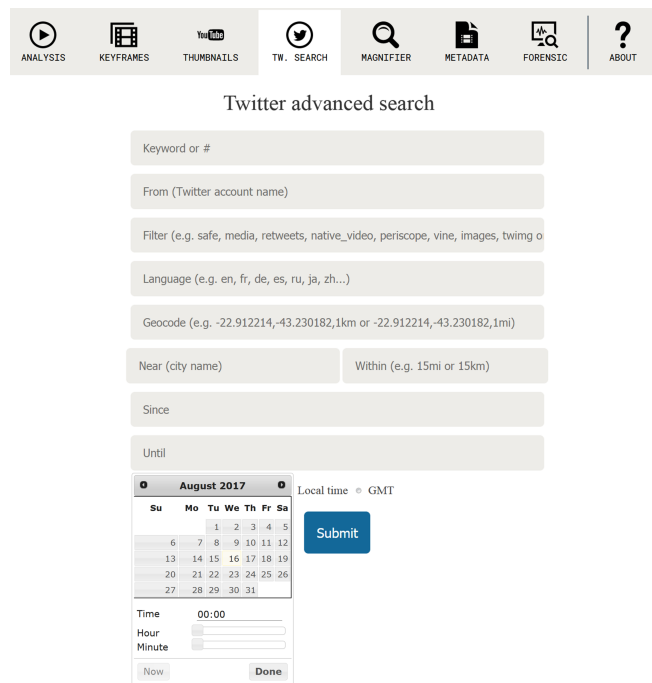 You Tube
ANALYSIS KEYFRAMES THUMBNAILS TW. SEARCH MAGNIFIER METADATA FORENSIC ABOUT
Twitter advanced search
Keyword or #
From (Twitter account name)
Filter (e.g. safe, media, retweets, native_video, periscope, vine, images, twimg o
Language (e.g. en, fr, de, es, ru, ja, zh...)
Geocode (e.g. -22.912214,-43.230182,1km or -22.912214,-43.230182,1mi)
Near (city name) Within (e.g. 15mi or 15km)
Since
Until
August 2017
Local time GMT
Su Mo Tu We Th Fr Sa
1 2 3 4 5
6 7 8 9 10 11 12
13 14 15 16 17 18 19
20 21 22 23 24 25 26
27 28 29 30 31
Submit
Time 00:00
Hour
Minute
Now Done